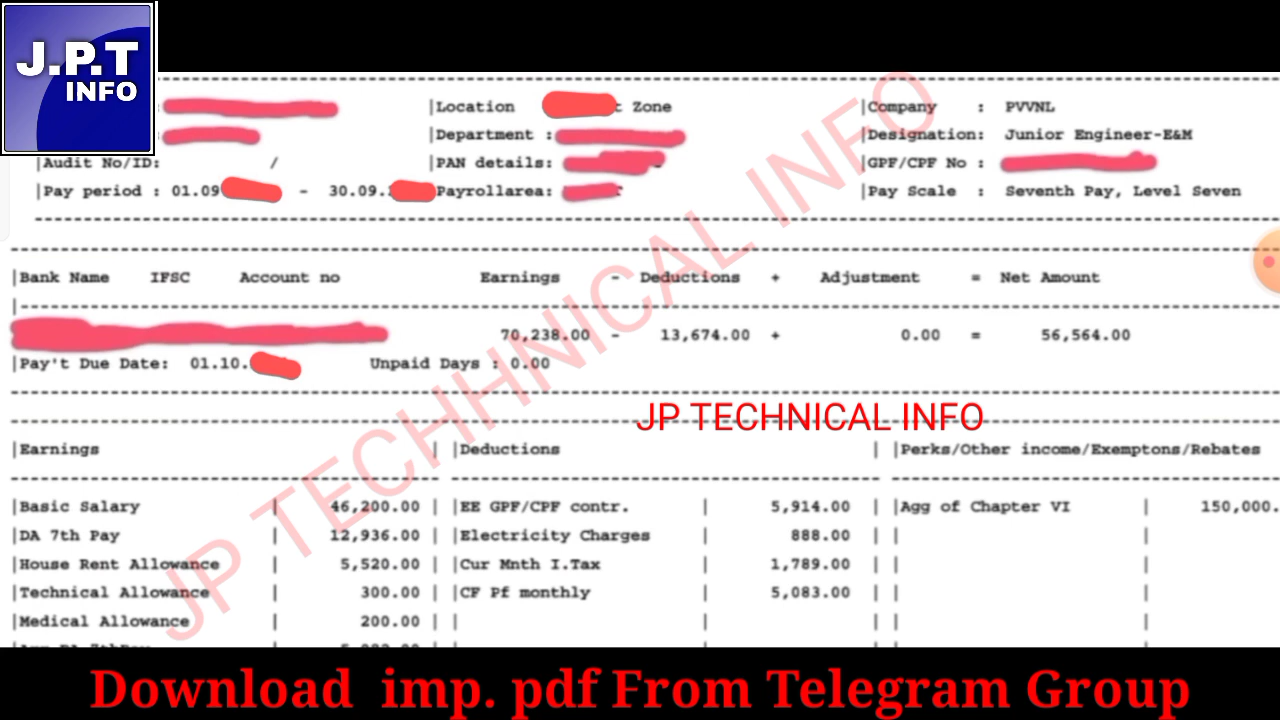 J.P.T
INFO
|Location Zone |Company : PVVNL
|Department : |Designation: Junior Engineer-E&M
|Audit No/ID: / |PAN details: |GPF/CPF No :
|Pay period : 01.09 - 30.09. Payrollarea: |Pay Scale : Seventh Pay, Level Seven
|Bank Name IFSC Account no Earnings - Deductions + Adjustment = Net Amount
70,238.00 - 13,674.00 + 0.00 = 56,564.00
|Pay't Due Date: 01.10. Unpaid Days : 0.00
JP TECHNICAL INFO
|Earnings | |Deductions | |Perks/Other income/Exemptons/Rebates
|Basic Salary | 46,200.00 | |EE GPF/CPF contr. | 5,914.00 | |Agg of Chapter VI | 150,000.
|DA 7th Pay | 12,936.00 | |Electricity Charges | 888.00 | | |
|House Rent Allowance | 5,520.00 | |Cur Mnth I.Tax | 1,789.00 | | |
|Technical Allowance | 300.00 | |CF Pf monthly | 5,083.00 | | |
|Medical Allowance | 200.00 | | | | | |
JP TECHHNICAL INFO
Download imp. pdf From Telegram Group